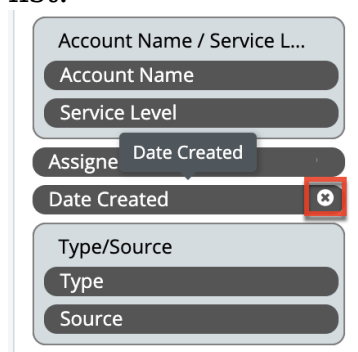 Account Name / Service L...
Account Name
Service Level
Assigne
Date Created
Date Created
Type/Source
Type
Source